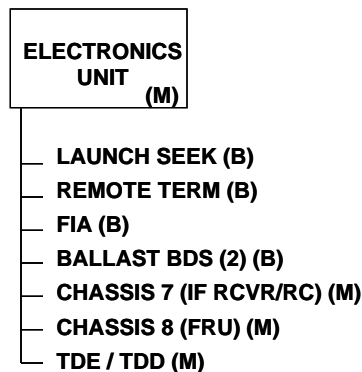 ELECTRONICS
UNIT
(M)
LAUNCH SEEK (B)
REMOTE TERM (B)
FIA (B)
BALLAST BDS (2) (B)
CHASSIS 7 (IF RCVR/RC) (M)
CHASSIS 8 (FRU) (M)
TDE / TDD (M)